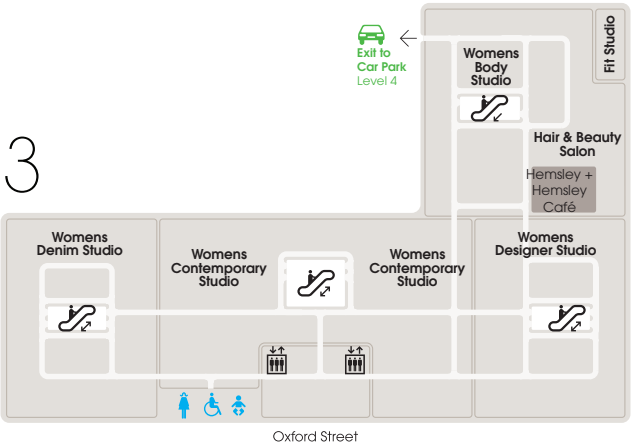 Exit to
Car Park
Level 4
Womens
Body
Studio
Fit Studio
Hair & Beauty
Salon
Hemsley +
Hemsley
Café
3
Womens
Denim Studio
Womens
Contemporary
Studio
Womens
Contemporary
Studio
Womens
Designer Studio
Oxford Street